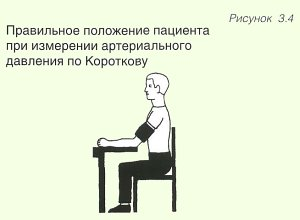 Рисунок 3.4
Правильное положение пациента
при измерении артериального
давления по Короткову